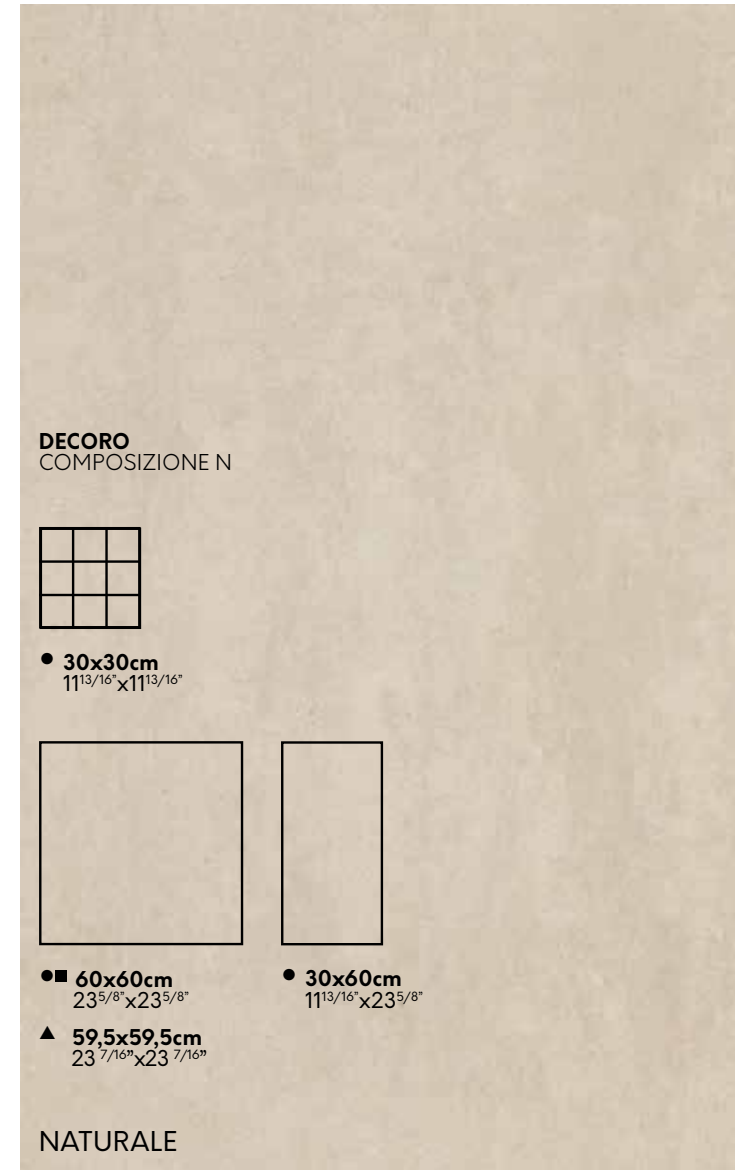 DECORO
COMPOSIZIONE N
● 30x30cm
11 13/16”x11 13/16”
●■ 60x60cm
23 5/8”x23 5/8”
▲ 59,5x59,5cm
23 7/16”x23 7/16”
● 30x60cm
11 13/16”x23 5/8”
NATURALE